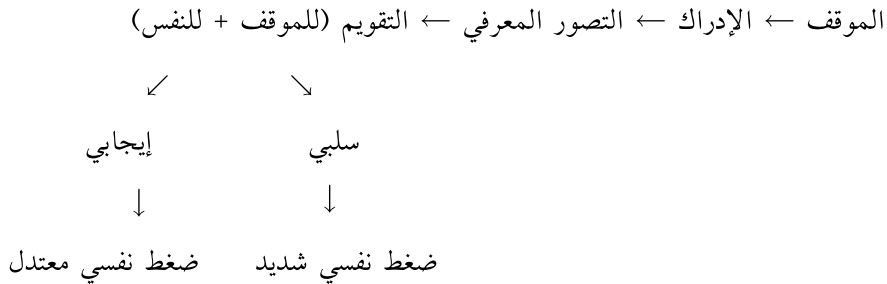 الموقف ← الإدراك ← التصور المعرفي ← التقويم (للموقف + للنفس)
↘ ↙
سلبي إيجابي
↓ ↓
ضغط نفسي شديد ضغط نفسي معتدل